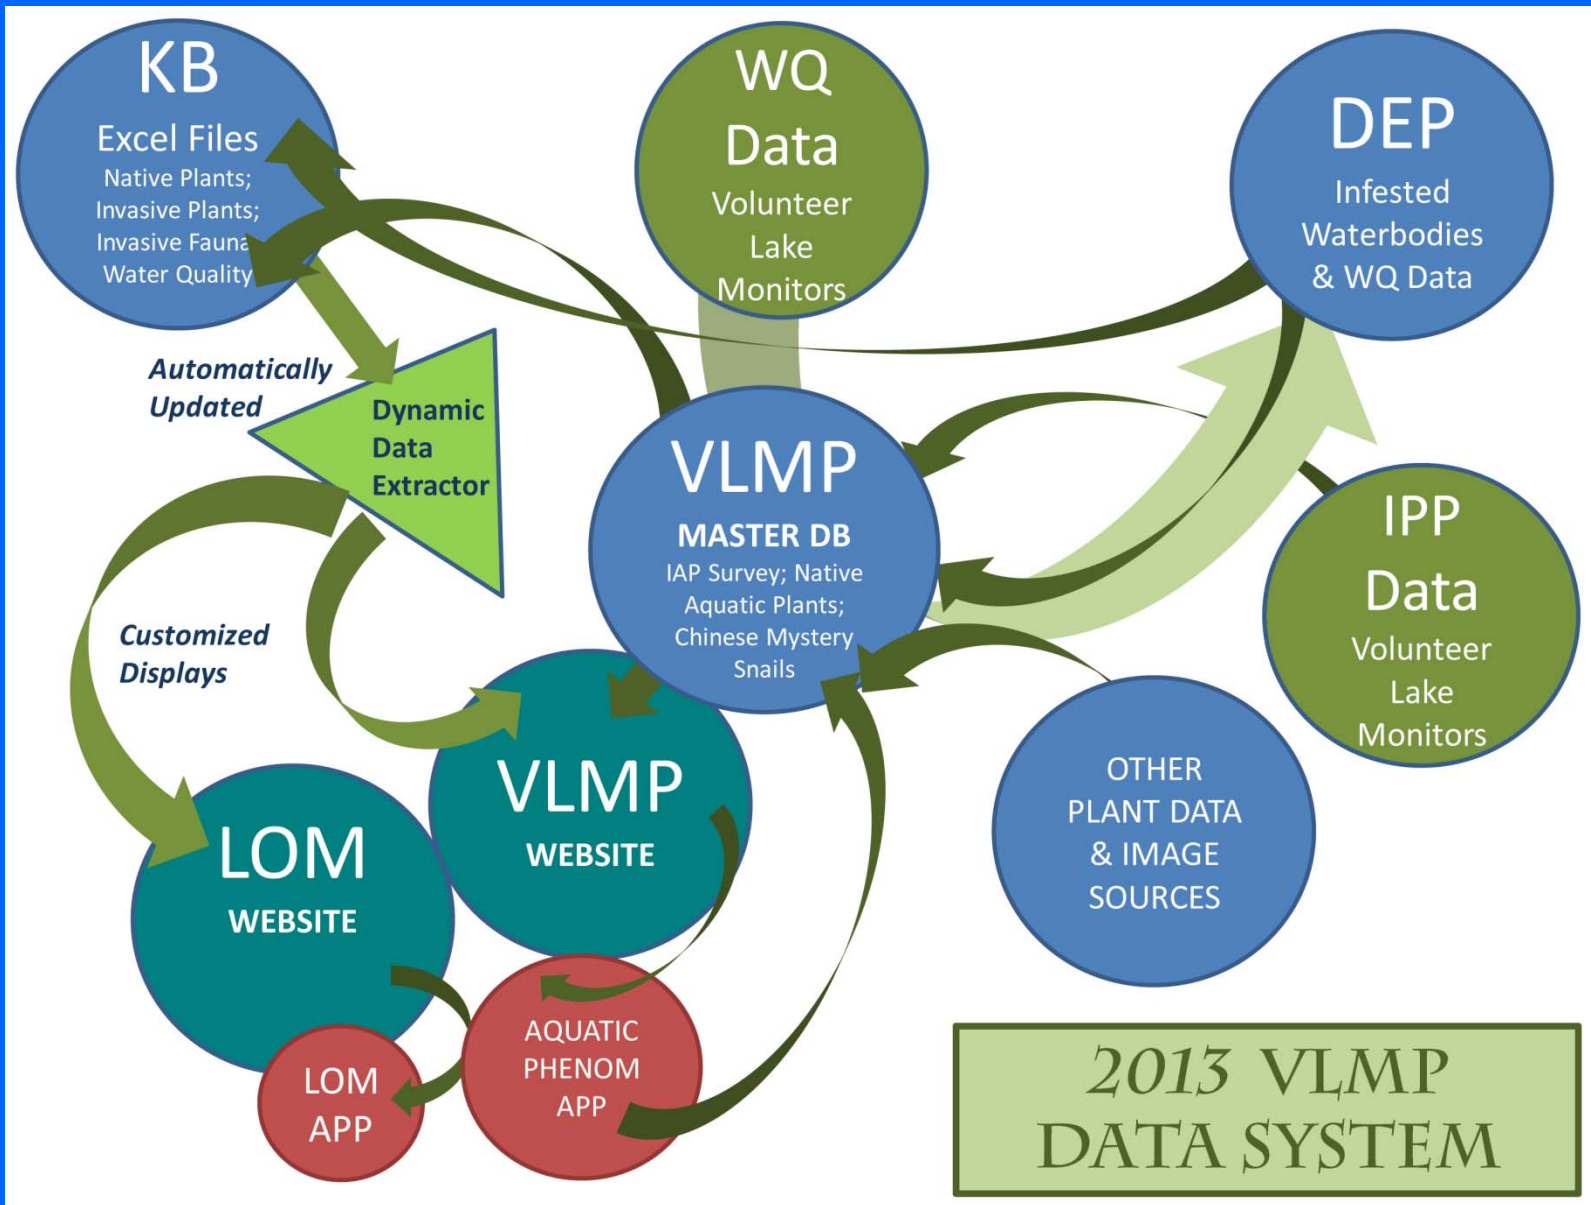 KB
Excel Files
Native Plants;
Invasive Plants;
Invasive Fauna
Water Quality
WQ
Data
Volunteer
Lake
Monitors
DEP
Infested
Waterbodies
& WQ Data
Automatically
Updated
Dynamic
Data
Extractor
VLMP
MASTER DB
IAP Survey; Native
Aquatic Plants;
Chinese Mystery
Snails
IPP
Data
Volunteer
Lake
Monitors
Customized
Displays
VLMP
WEBSITE
OTHER
PLANT DATA
& IMAGE
SOURCES
LOM
WEBSITE
LOM
APP
AQUATIC
PHENOM
APP
2013 VLMP
DATA SYSTEM